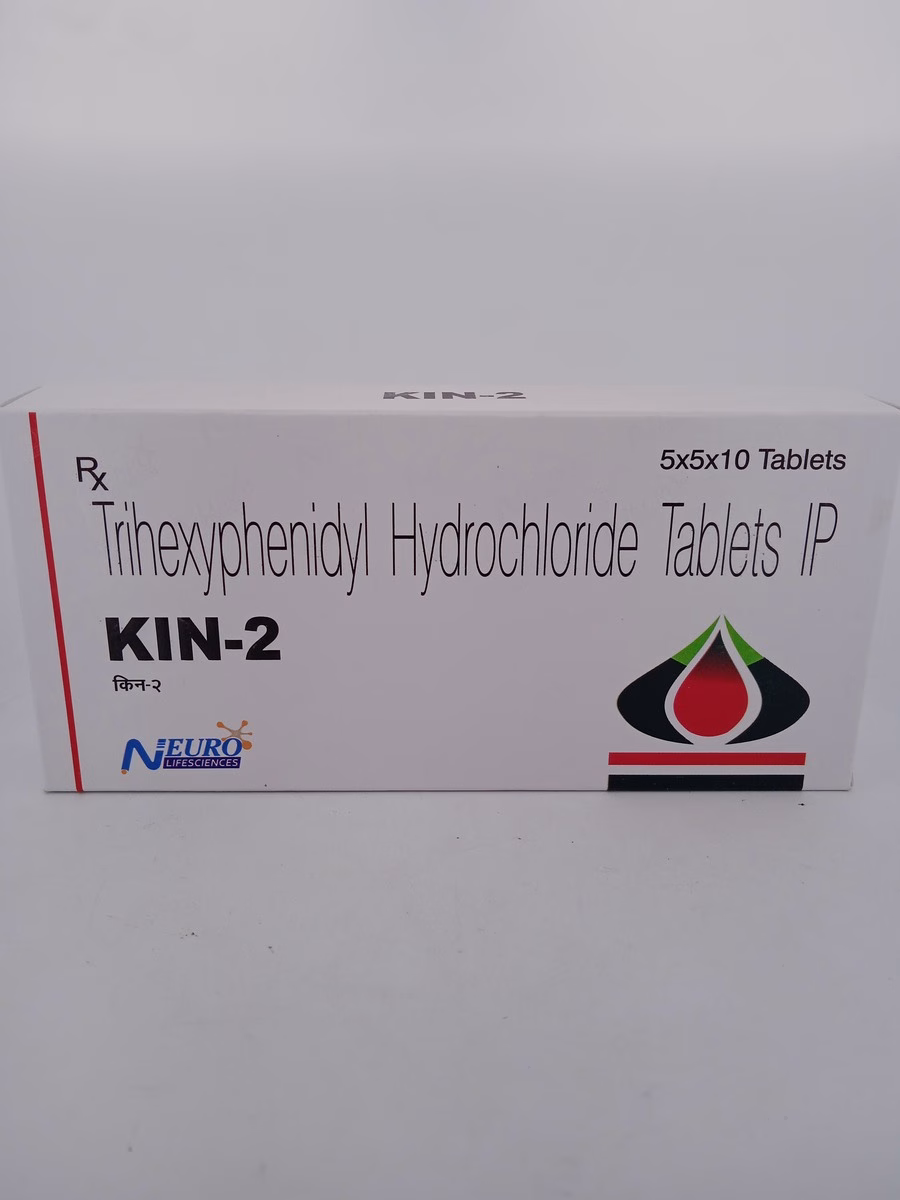 KIN-2
Rx
5x5x10 Tablets
Trihexyphenidyl Hydrochloride Tablets IP
KIN-2
किन-२
NEURO
LIFESCIENCES